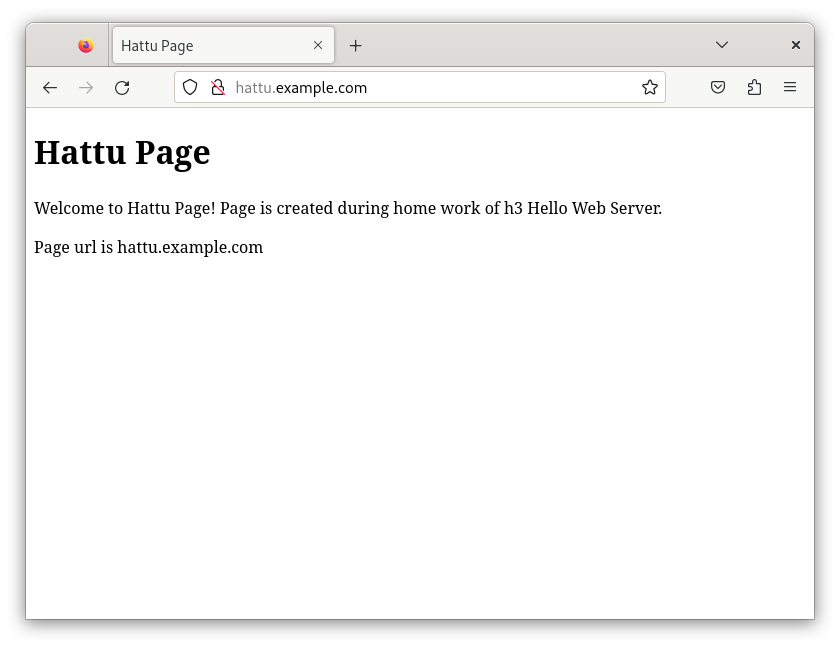 Hattu Page
hattu.example.com
Hattu Page
Welcome to Hattu Page! Page is created during home work of h3 Hello Web Server.
Page url is hattu.example.com